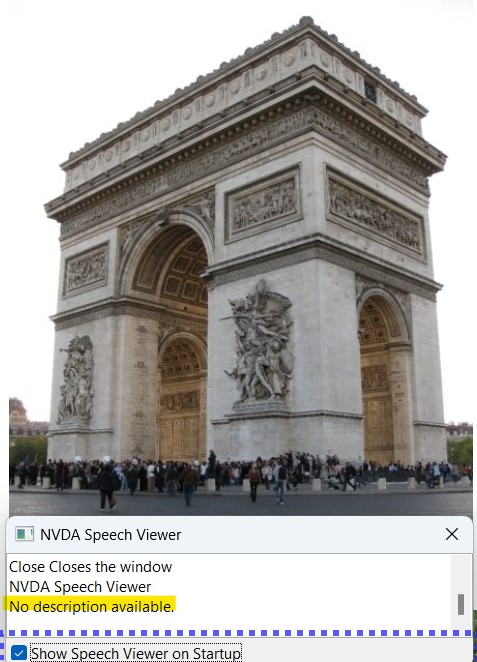 NVDA Speech Viewer
Close Closes the window
NVDA Speech Viewer
No description available.
Show Speech Viewer on Startup